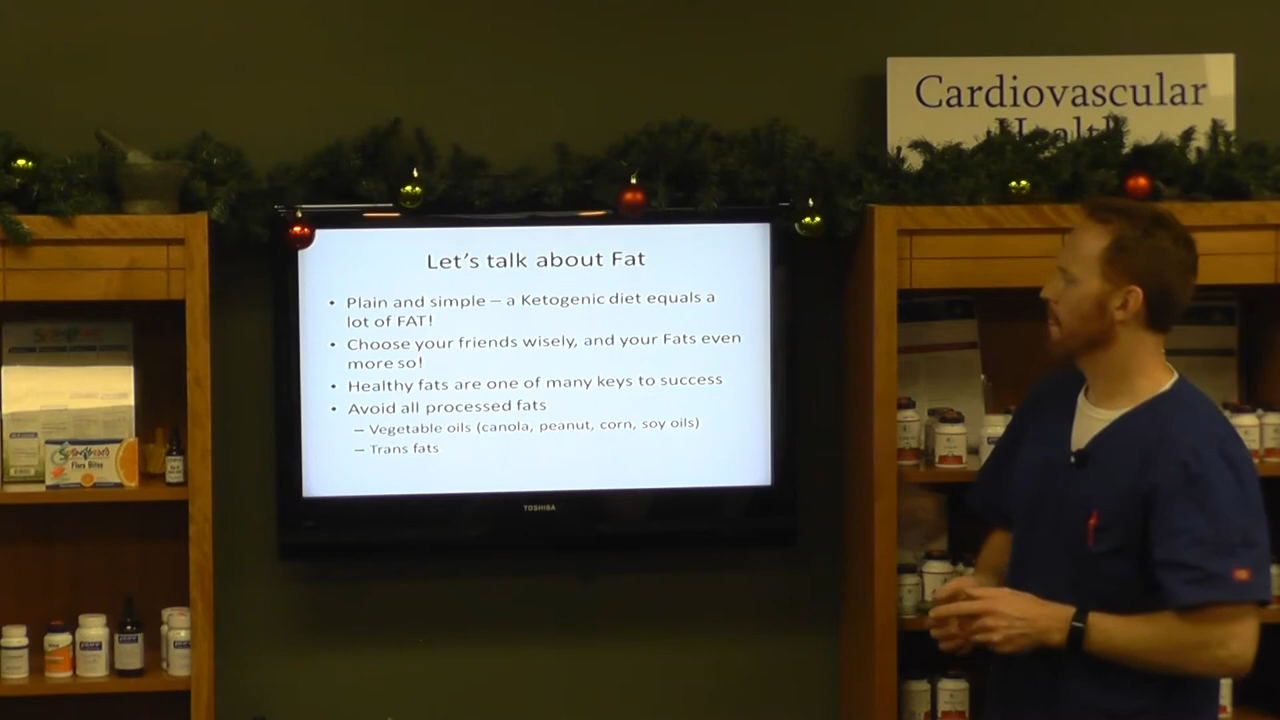 Cardiovascular
Health
Let's talk about Fat
• Plain and simple – a Ketogenic diet equals a
lot of FAT!
• Choose your friends wisely, and your Fats even
more so!
• Healthy fats are one of many keys to success
• Avoid all processed fats
– Vegetable oils (canola, peanut, corn, soy oils)
– Trans fats
TOSHIBA